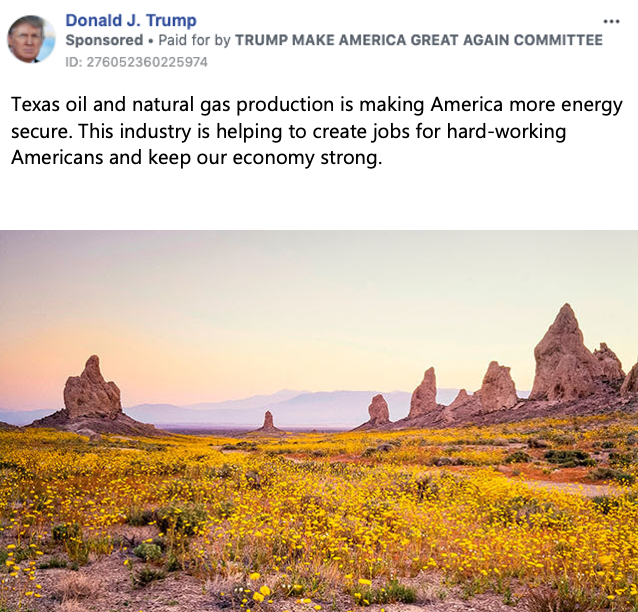 Donald J. Trump
Sponsored • Paid for by TRUMP MAKE AMERICA GREAT AGAIN COMMITTEE
ID: 276052360225974
Texas oil and natural gas production is making America more energy
secure. This industry is helping to create jobs for hard-working
Americans and keep our economy strong.